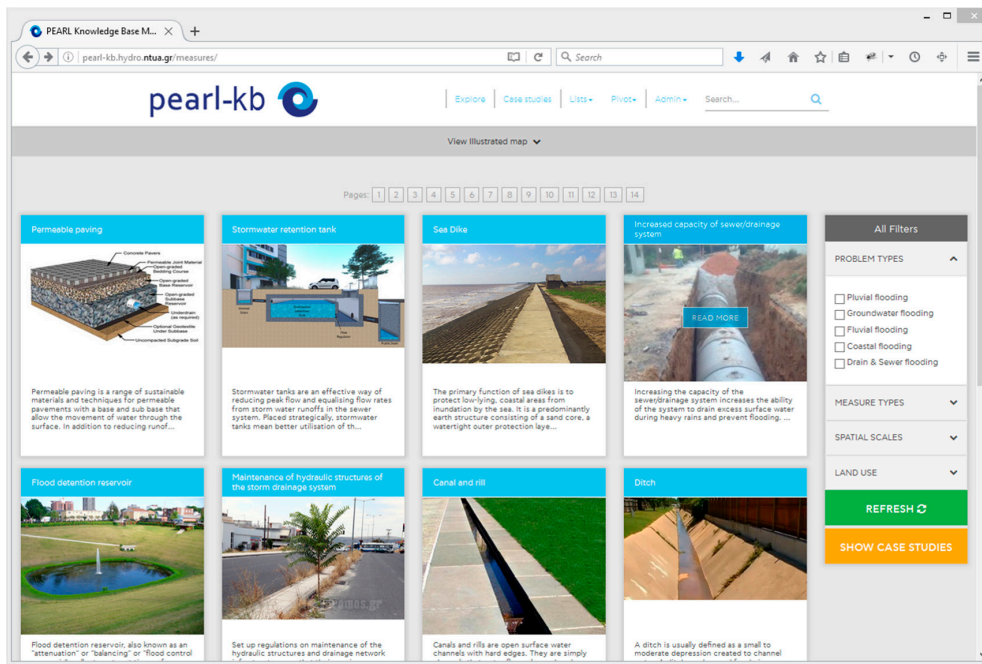 PEARL Knowledge Base M...
pearl-kb.hydro.ntua.gr/measures/
Search
pearl-kb
Explore
Case studies
Lists
Pivot
Admin
Search...
View Illustrated map
Pages: 1 2 3 4 5 6 7 8 9 10 11 12 13 14
Permeable paving
Concrete Pavers
Permeable Joint Material
Open-graded
Bedding Course
Open-graded
Base Reservoir
Open-graded
Subbase
Reservoir
Underdrain
(as required)
Optional Geotextile
Under Subbase
Uncompacted Subgrade Soil
Permeable paving is a range of sustainable
materials and techniques for permeable
pavements with a base and sub base that
allow the movement of water through the
surface. In addition to reducing runof...
Stormwater retention tank
Stormwater tanks are an effective way of
reducing peak flow and equalising flow rates
from storm water runoffs in the sewer
system. Placed strategically, stormwater
tanks mean better utilisation of th...
Sea Dike
The primary function of sea dikes is to
protect low-lying, coastal areas from
inundation by the sea. It is a predominantly
earth structure consisting of a sand core, a
watertight outer protection laye...
Increased capacity of sewer/drainage
system
READ MORE
Increasing the capacity of the
sewer/drainage system increases the ability
of the system to drain excess surface water
during heavy rains and prevent flooding. ...
All Filters
PROBLEM TYPES
Pluvial flooding
Groundwater flooding
Fluvial flooding
Coastal flooding
Drain & Sewer flooding
MEASURE TYPES
SPATIAL SCALES
LAND USE
REFRESH
SHOW CASE STUDIES
Flood detention reservoir
Flood detention reservoir, also known as an
"attenuation" or "balancing" or "flood control
Maintenance of hydraulic structures of
the storm drainage system
Set up regulations on maintenance of the
hydraulic structures and drainage network
Canal and rill
Canals and rills are open surface water
channels with hard edges. They are simply
Ditch
A ditch is usually defined as a small to
moderate depression created to channel